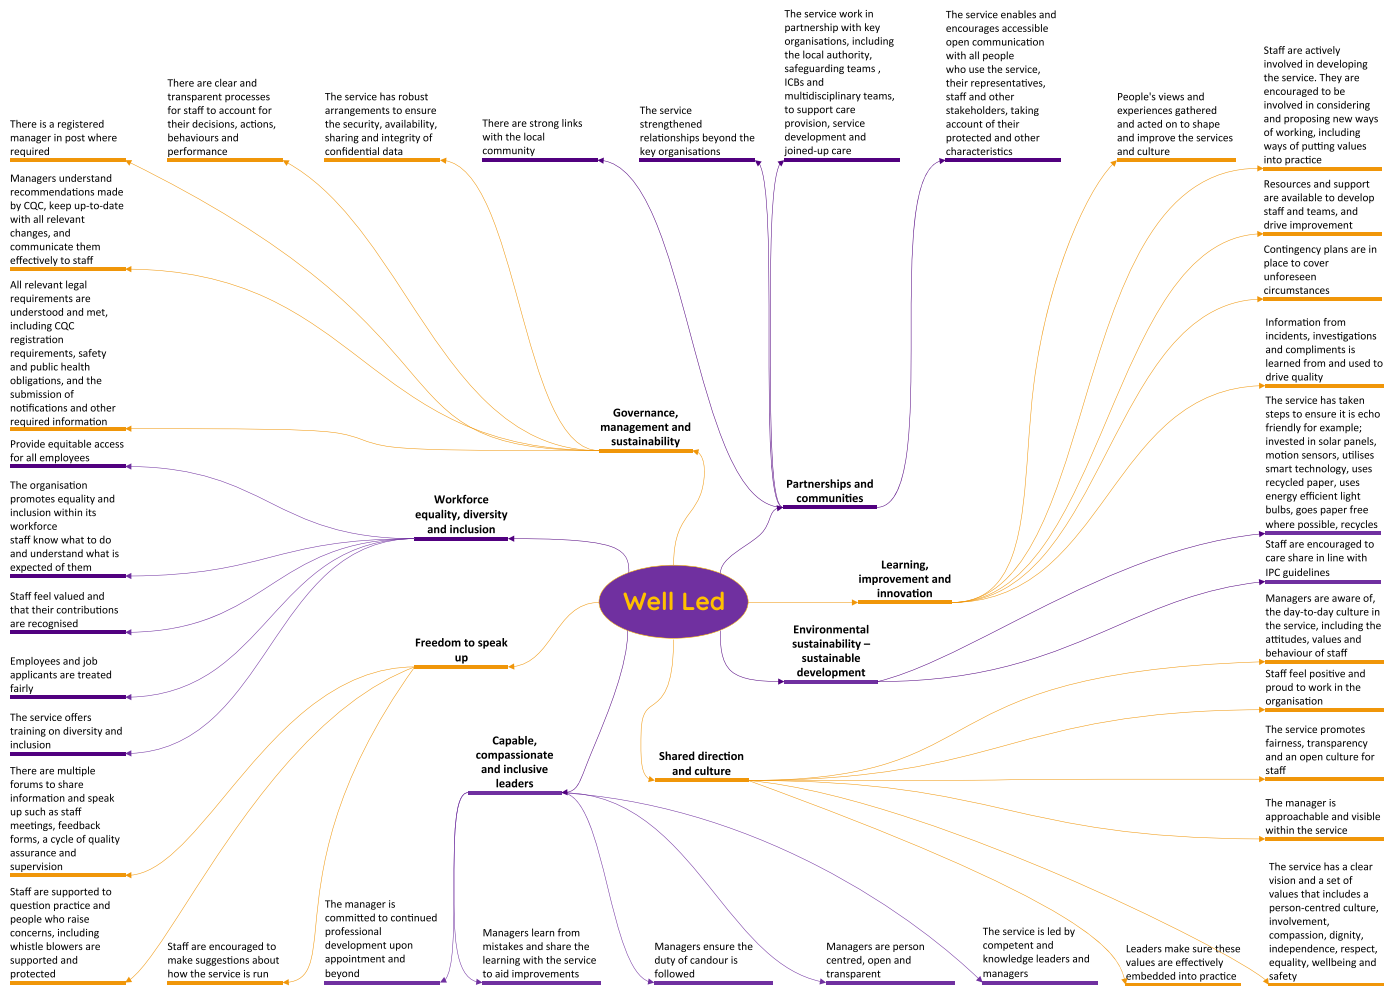 The service work in
partnership with key
organisations, including
the local authority,
safeguarding teams ,
ICBs and
multidisciplinary teams,
to support care
provision, service
development and
joined-up care
The service enables and
encourages accessible
open communication
with all people
who use the service,
their representatives,
staff and other
stakeholders, taking
account of their
protected and other
characteristics
Staff are actively
involved in developing
the service. They are
encouraged to be
involved in considering
and proposing new ways
of working, including
ways of putting values
into practice
There is a registered
manager in post where
required
There are clear and
transparent processes
for staff to account for
their decisions, actions,
behaviours and
performance
The service has robust
arrangements to ensure
the security, availability,
sharing and integrity of
confidential data
There are strong links
with the local
community
The service
strengthened
relationships beyond the
key organisations
People's views and
experiences gathered
and acted on to shape
and improve the services
and culture
Managers understand
recommendations made
by CQC, keep up-to-date
with all relevant
changes, and
communicate them
effectively to staff
Resources and support
are available to develop
staff and teams, and
drive improvement
Contingency plans are in
place to cover
unforeseen
circumstances
All relevant legal
requirements are
understood and met,
including CQC
registration
requirements, safety
and public health
obligations, and the
submission of
notifications and other
required information
Information from
incidents, investigations
and compliments is
learned from and used to
drive quality
Governance,
management and
sustainability
The service has taken
steps to ensure it is echo
friendly for example;
invested in solar panels,
motion sensors, utilises
smart technology, uses
recycled paper, uses
energy efficient light
bulbs, goes paper free
where possible, recycles
Provide equitable access
for all employees
Partnerships and
communities
Workforce
equality, diversity
and inclusion
The organisation
promotes equality and
inclusion within its
workforce
staff know what to do
and understand what is
expected of them
Staff are encouraged to
care share in line with
IPC guidelines
Learning,
improvement and
innovation
Well Led
Staff feel valued and
that their contributions
are recognised
Managers are aware of,
the day-to-day culture in
the service, including the
attitudes, values and
behaviour of staff
Environmental
sustainability –
sustainable
development
Freedom to speak
up
Employees and job
applicants are treated
fairly
Staff feel positive and
proud to work in the
organisation
The service offers
training on diversity and
inclusion
The service promotes
fairness, transparency
and an open culture for
staff
Capable,
compassionate
and inclusive
leaders
Shared direction
and culture
There are multiple
forums to share
information and speak
up such as staff
meetings, feedback
forms, a cycle of quality
assurance and
supervision
The manager is
approachable and visible
within the service
Staff are supported to
question practice and
people who raise
concerns, including
whistle blowers are
supported and
protected
Staff are encouraged to
make suggestions about
how the service is run
The manager is
committed to continued
professional
development upon
appointment and
beyond
Managers learn from
mistakes and share the
learning with the service
to aid improvements
Managers ensure the
duty of candour is
followed
Managers are person
centred, open and
transparent
The service is led by
competent and
knowledge leaders and
managers
Leaders make sure these
values are effectively
embedded into practice
The service has a clear
vision and a set of
values that includes a
person-centred culture,
involvement,
compassion, dignity,
independence, respect,
equality, wellbeing and
safety